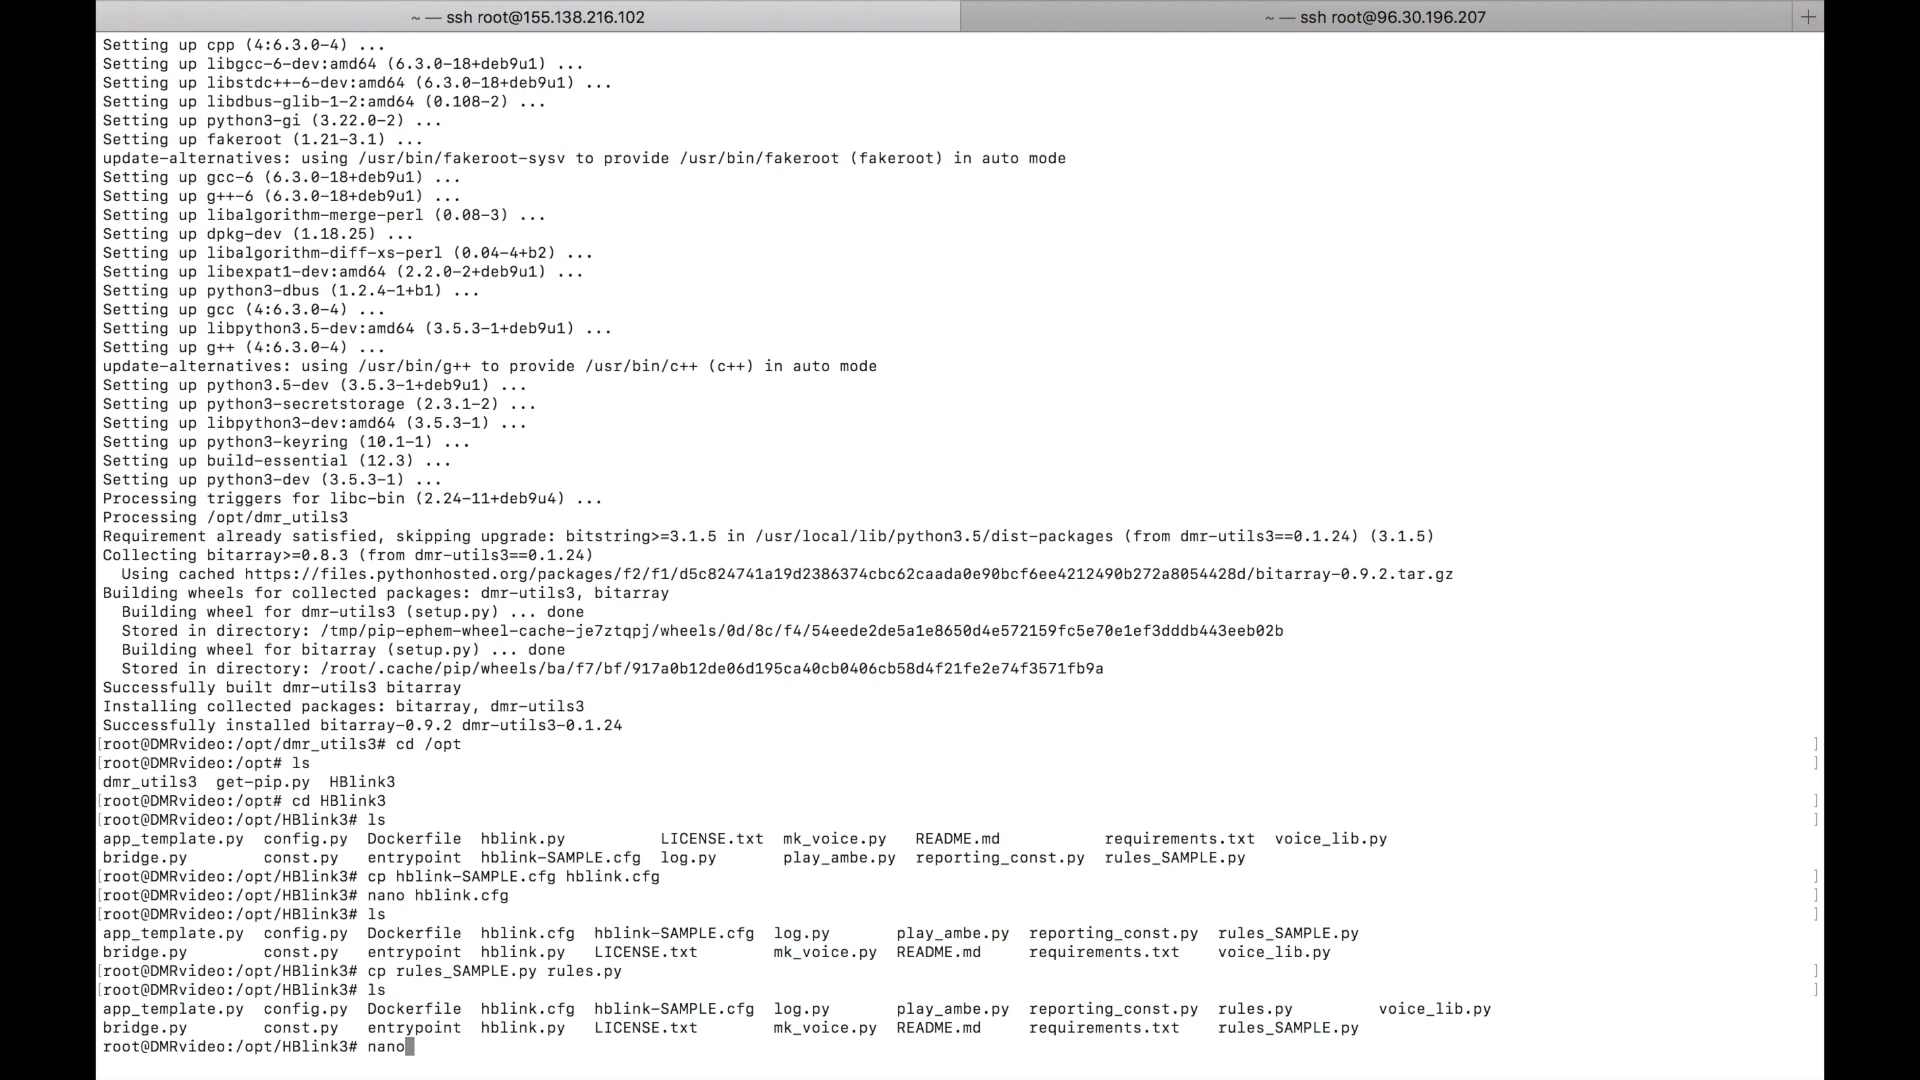 ~ — ssh root@155.138.216.102
~ — ssh root@96.30.196.207
+
Setting up cpp (4:6.3.0-4) ...
Setting up libgcc-6-dev:amd64 (6.3.0-18+deb9u1) ...
Setting up libstdc++-6-dev:amd64 (6.3.0-18+deb9u1) ...
Setting up libdbus-glib-1-2:amd64 (0.108-2) ...
Setting up python3-gi (3.22.0-2) ...
Setting up fakeroot (1.21-3.1) ...
update-alternatives: using /usr/bin/fakeroot-sysv to provide /usr/bin/fakeroot (fakeroot) in auto mode
Setting up gcc-6 (6.3.0-18+deb9u1) ...
Setting up g++-6 (6.3.0-18+deb9u1) ...
Setting up libalgorithm-merge-perl (0.08-3) ...
Setting up dpkg-dev (1.18.25) ...
Setting up libalgorithm-diff-xs-perl (0.04-4+b2) ...
Setting up libexpat1-dev:amd64 (2.2.0-2+deb9u1) ...
Setting up python3-dbus (1.2.4-1+b1) ...
Setting up gcc (4:6.3.0-4) ...
Setting up libpython3.5-dev:amd64 (3.5.3-1+deb9u1) ...
Setting up g++ (4:6.3.0-4) ...
update-alternatives: using /usr/bin/g++ to provide /usr/bin/c++ (c++) in auto mode
Setting up python3.5-dev (3.5.3-1+deb9u1) ...
Setting up python3-secretstorage (2.3.1-2) ...
Setting up libpython3-dev:amd64 (3.5.3-1) ...
Setting up python3-keyring (10.1-1) ...
Setting up build-essential (12.3) ...
Setting up python3-dev (3.5.3-1) ...
Processing triggers for libc-bin (2.24-11+deb9u4) ...
Processing /opt/dmr_utils3
Requirement already satisfied, skipping upgrade: bitstring>=3.1.5 in /usr/local/lib/python3.5/dist-packages (from dmr-utils3==0.1.24) (3.1.5)
Collecting bitarray>=0.8.3 (from dmr-utils3==0.1.24)
  Using cached https://files.pythonhosted.org/packages/f2/f1/d5c824741a19d2386374cbc62caada0e90bcf6ee4212490b272a8054428d/bitarray-0.9.2.tar.gz
Building wheels for collected packages: dmr-utils3, bitarray
  Building wheel for dmr-utils3 (setup.py) ... done
  Stored in directory: /tmp/pip-ephem-wheel-cache-je7ztqpj/wheels/0d/8c/f4/54eede2de5a1e8650d4e572159fc5e70e1ef3dddb443eeb02b
  Building wheel for bitarray (setup.py) ... done
  Stored in directory: /root/.cache/pip/wheels/ba/f7/bf/917a0b12de06d195ca40cb0406cb58d4f21fe2e74f3571fb9a
Successfully built dmr-utils3 bitarray
Installing collected packages: bitarray, dmr-utils3
Successfully installed bitarray-0.9.2 dmr-utils3-0.1.24
[root@DMRvideo:/opt/dmr_utils3# cd /opt ]
[root@DMRvideo:/opt# ls ]
dmr_utils3  get-pip.py  HBlink3
[root@DMRvideo:/opt# cd HBlink3 ]
[root@DMRvideo:/opt/HBlink3# ls ]
app_template.py  config.py  Dockerfile  hblink.py  LICENSE.txt  mk_voice.py  README.md  requirements.txt  voice_lib.py
bridge.py  const.py  entrypoint  hblink-SAMPLE.cfg  log.py  play_ambe.py  reporting_const.py  rules_SAMPLE.py
[root@DMRvideo:/opt/HBlink3# cp hblink-SAMPLE.cfg hblink.cfg ]
[root@DMRvideo:/opt/HBlink3# nano hblink.cfg ]
[root@DMRvideo:/opt/HBlink3# ls ]
app_template.py  config.py  Dockerfile  hblink.cfg  hblink-SAMPLE.cfg  log.py  play_ambe.py  reporting_const.py  rules_SAMPLE.py
bridge.py  const.py  entrypoint  hblink.py  LICENSE.txt  mk_voice.py  README.md  requirements.txt  voice_lib.py
[root@DMRvideo:/opt/HBlink3# cp rules_SAMPLE.py rules.py ]
[root@DMRvideo:/opt/HBlink3# ls ]
app_template.py  config.py  Dockerfile  hblink.cfg  hblink-SAMPLE.cfg  log.py  play_ambe.py  reporting_const.py  rules.py  voice_lib.py
bridge.py  const.py  entrypoint  hblink.py  LICENSE.txt  mk_voice.py  README.md  requirements.txt  rules_SAMPLE.py
root@DMRvideo:/opt/HBlink3# nano